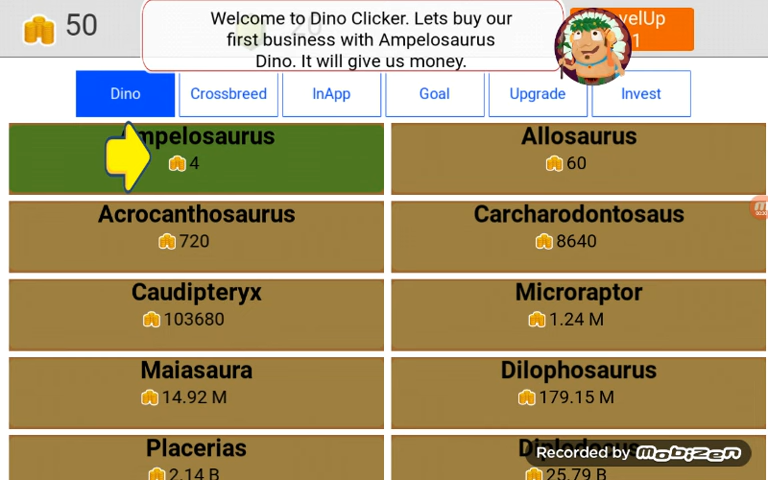 50
Welcome to Dino Clicker. Lets buy our
first business with Ampelosaurus
Dino. It will give us money.
Dino
Crossbreed
InApp
Goal
Upgrade
Invest
Ampelosaurus
4
Allosaurus
60
Acrocanthosaurus
720
Carcharodontosaus
8640
Caudipteryx
103680
Microraptor
1.24 M
Maiasaura
14.92 M
Dilophosaurus
179.15 M
Placerias
2.14 B
25.79 B
Recorded by Mobizen